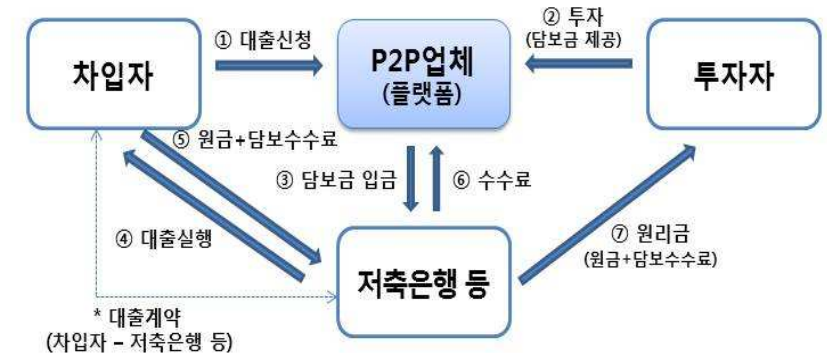 ① 대출신청
② 투자
(담보금 제공)
차입자
P2P업체
(플랫폼)
투자자
⑤ 원금+담보수수료
③ 담보금 입금
⑥ 수수료
④ 대출실행
⑦ 원리금
(원금+담보수수료)
저축은행 등
* 대출계약
(차입자 – 저축은행 등)